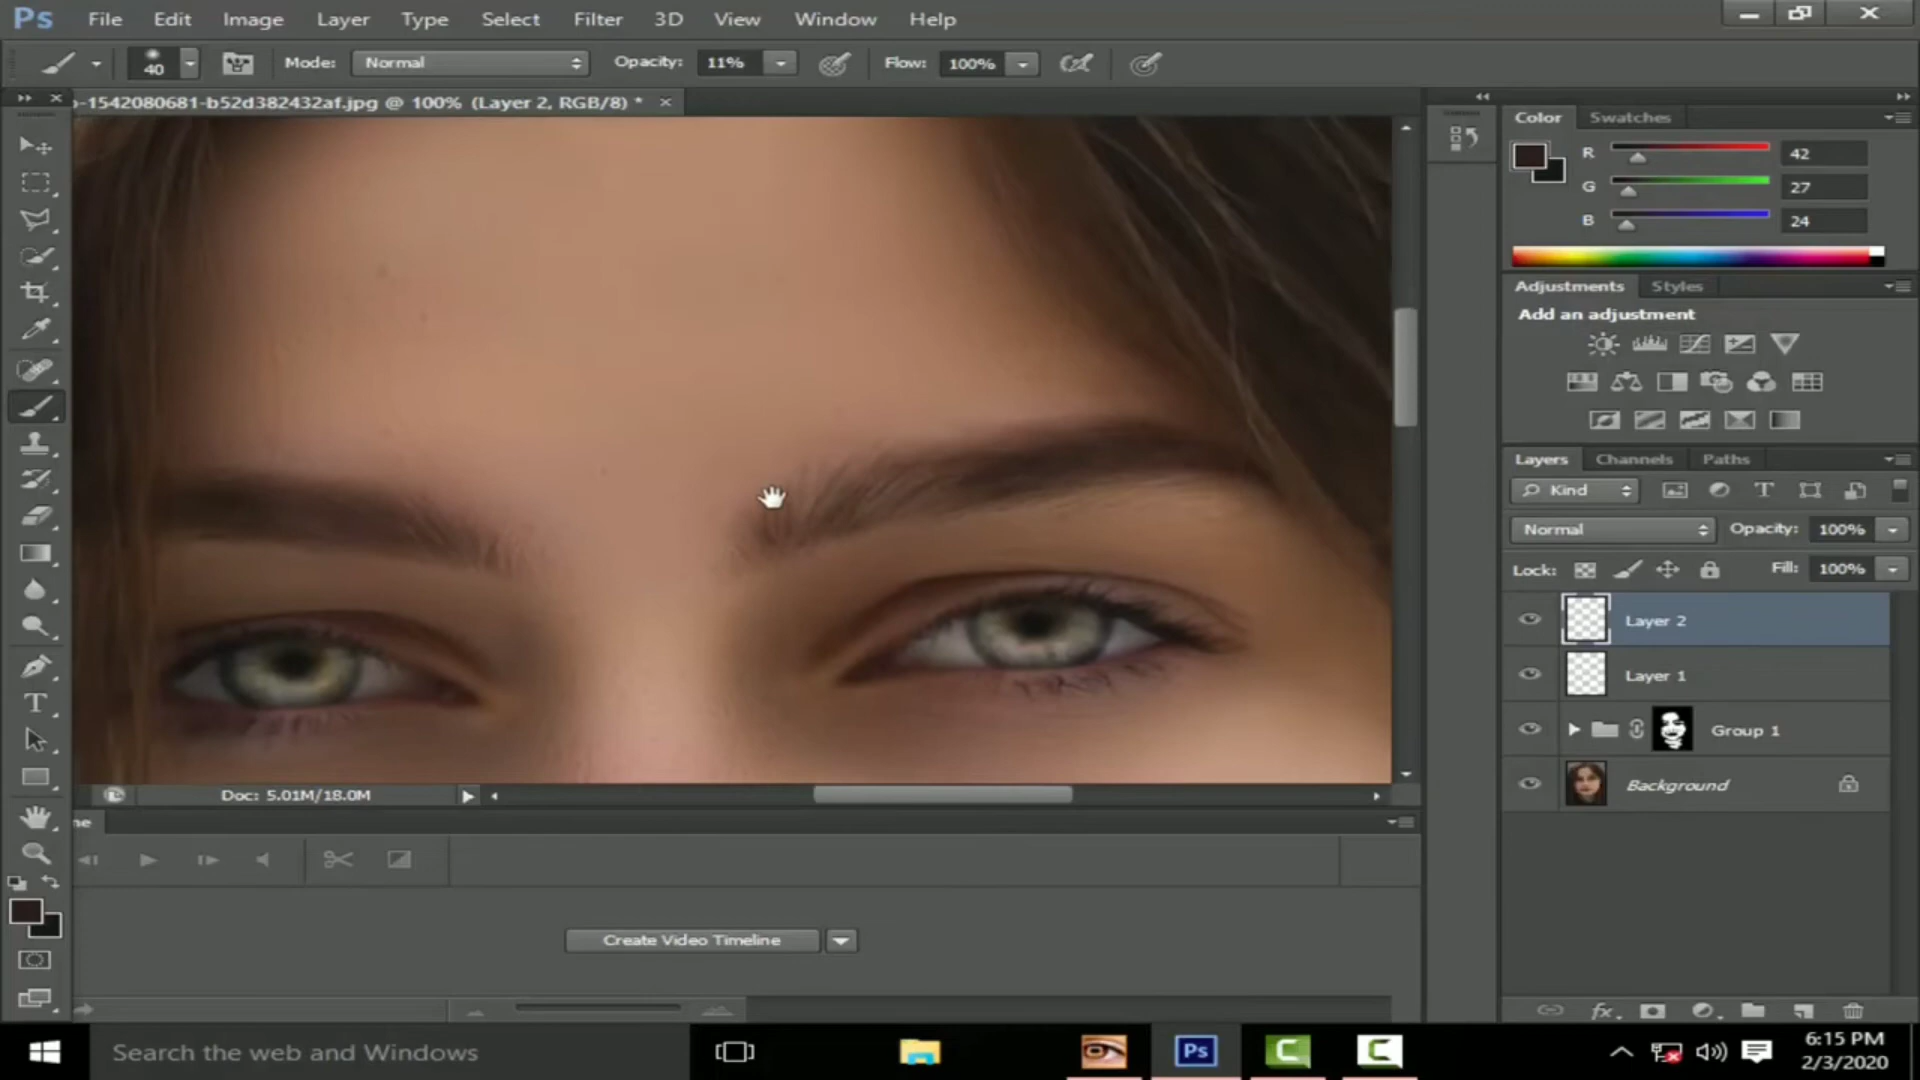 Ps File Edit Image Layer Type Select Filter 3D View Window Help
40 Mode: Normal Opacity: 11% Flow: 100%
-1542080681-b52d382432af.jpg @ 100% (Layer 2, RGB/8) *
Color Swatches
R 42
G 27
B 24
Adjustments Styles
Add an adjustment
Layers Channels Paths
Kind
Normal Opacity: 100%
Lock: Fill: 100%
Layer 2
Layer 1
Group 1
Background
Doc: 5.01M/18.0M
Create Video Timeline
Search the web and Windows
Ps
6:15 PM
2/3/2020